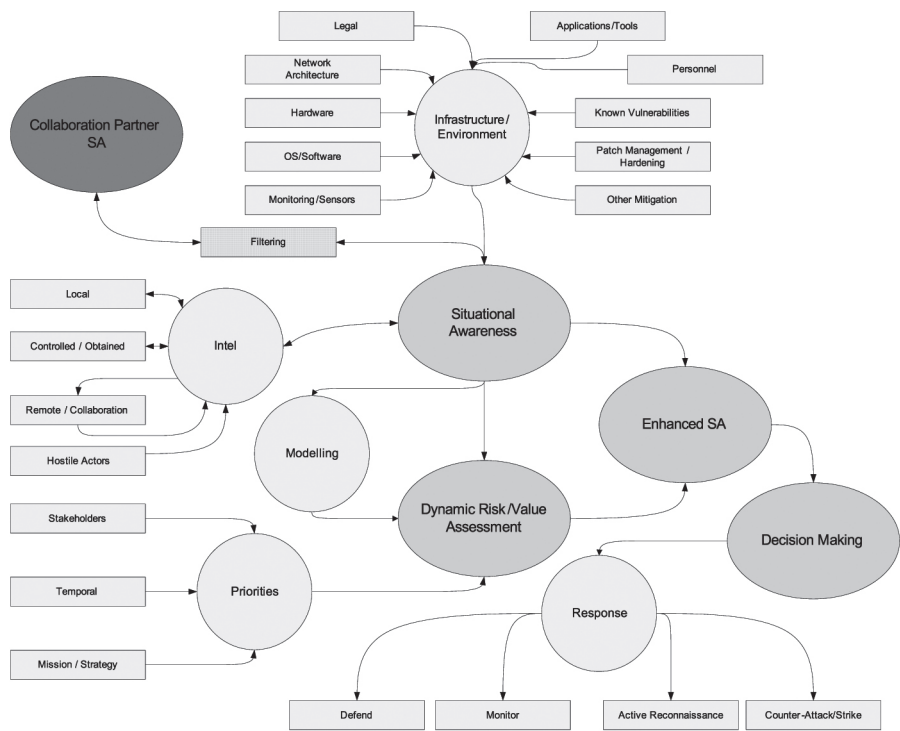 Legal
Applications/Tools
Network
Architecture
Personnel
Collaboration Partner
SA
Hardware
Infrastructure/
Environment
Known Vulnerabilities
OS/Software
Patch Management /
Hardening
Monitoring/Sensors
Other Mitigation
Filtering
Local
Situational
Awareness
Controlled / Obtained
Intel
Remote / Collaboration
Enhanced SA
Modelling
Hostile Actors
Stakeholders
Dynamic Risk/Value
Assessment
Decision Making
Temporal
Priorities
Response
Mission / Strategy
Defend
Monitor
Active Reconnaissance
Counter-Attack/Strike